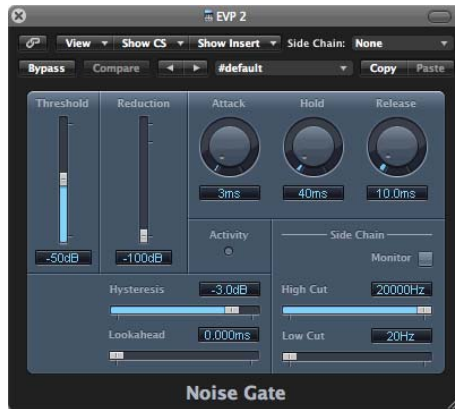 EVP 2
View Show CS Show Insert Side Chain: None
Bypass Compare #default Copy Paste
Threshold Reduction Attack Hold Release
3ms 40ms 10.0ms
-50dB -100dB
Activity
Side Chain
Monitor
Hysteresis -3.0dB High Cut 20000Hz
Lookahead 0.000ms Low Cut 20Hz
Noise Gate